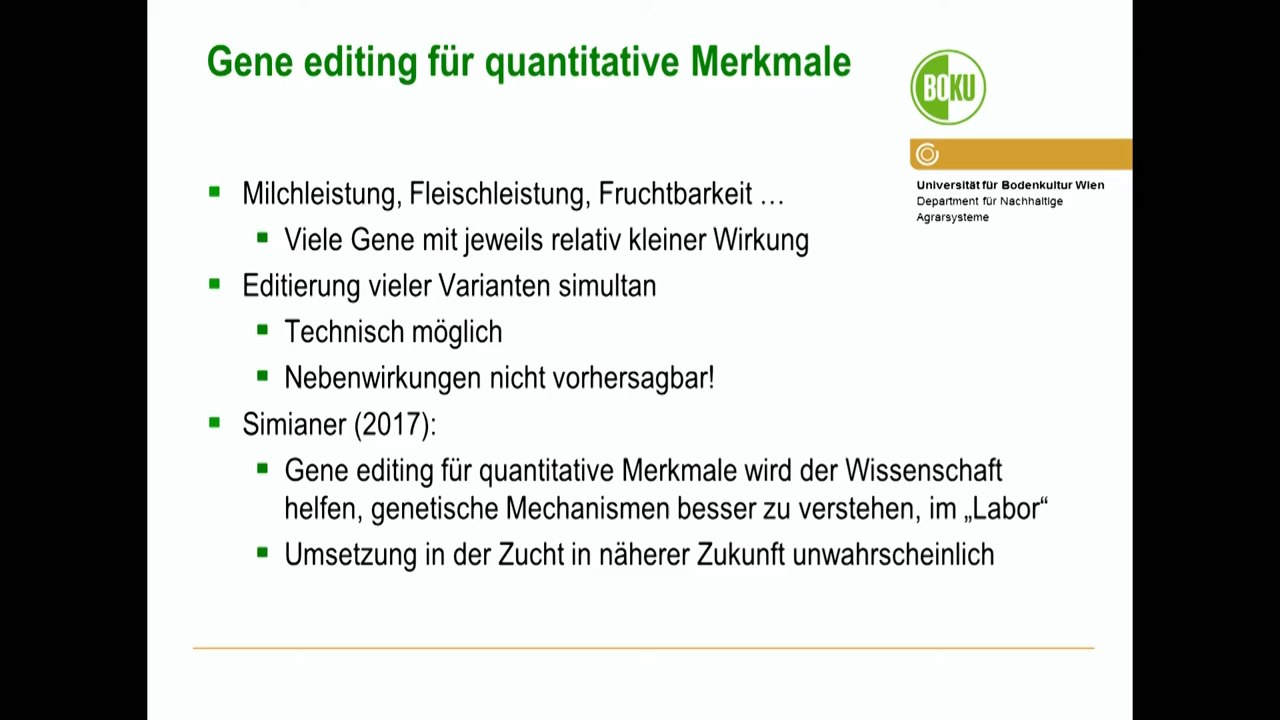 Gene editing für quantitative Merkmale
BOKU
Universität für Bodenkultur Wien
Department für Nachhaltige
Agrarsysteme
Milchleistung, Fleischleistung, Fruchtbarkeit …
Viele Gene mit jeweils relativ kleiner Wirkung
Editierung vieler Varianten simultan
Technisch möglich
Nebenwirkungen nicht vorhersagbar!
Simianer (2017):
Gene editing für quantitative Merkmale wird der Wissenschaft
helfen, genetische Mechanismen besser zu verstehen, im „Labor“
Umsetzung in der Zucht in näherer Zukunft unwahrscheinlich